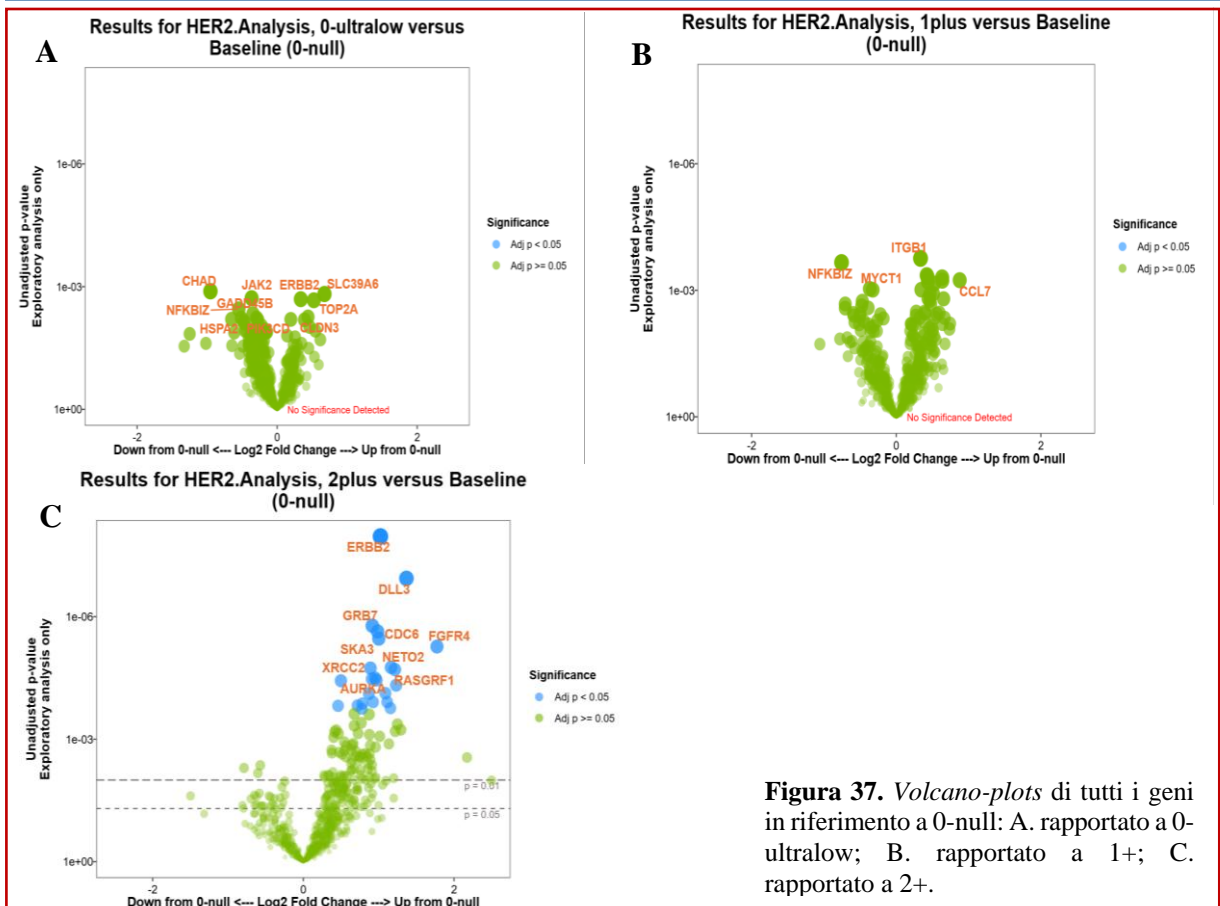 A
Results for HER2.Analysis, 0-ultralow versus
Baseline (0-null)
Unadjusted p-value
Exploratory analysis only
1e-06
1e-03
1e+00
CHAD
JAK2
ERBB2
SLC39A6
NFKBIZ
GADD45B
TOP2A
HSPA2
CLDN3
No Significance Detected
-2
0
2
Down from 0-null <--- Log2 Fold Change ---> Up from 0-null
Significance
Adj p < 0.05
Adj p >= 0.05
B
Results for HER2.Analysis, 1plus versus Baseline
(0-null)
Unadjusted p-value
Exploratory analysis only
1e-06
1e-03
1e+00
ITGB1
NFKBIZ
MYCT1
CCL7
No Significance Detected
-2
0
2
Down from 0-null <--- Log2 Fold Change ---> Up from 0-null
Significance
Adj p < 0.05
Adj p >= 0.05
C
Results for HER2.Analysis, 2plus versus Baseline
(0-null)
Unadjusted p-value
Exploratory analysis only
1e-06
1e-03
1e+00
ERBB2
DLL3
GRB7
CDC6
FGFR4
SKA3
NETO2
XRCC2
RASGRF1
AURKA
p = 0.01
p = 0.05
-2
0
2
Down from 0-null <--- Log2 Fold Change ---> Up from 0-null
Significance
Adj p < 0.05
Adj p >= 0.05
Figura 37. Volcano-plots di tutti i geni
in riferimento a 0-null: A. rapportato a 0-
ultralow; B. rapportato a 1+; C.
rapportato a 2+.